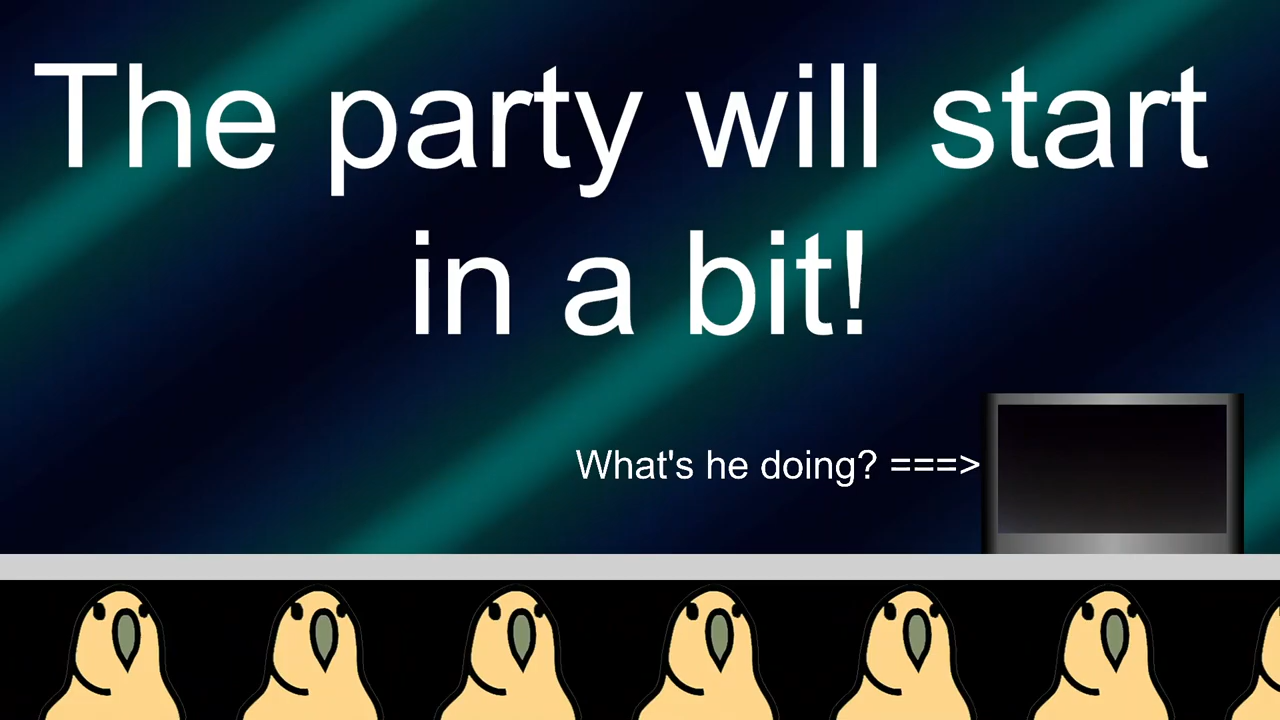 The party will start
in a bit!
What's he doing? ===>